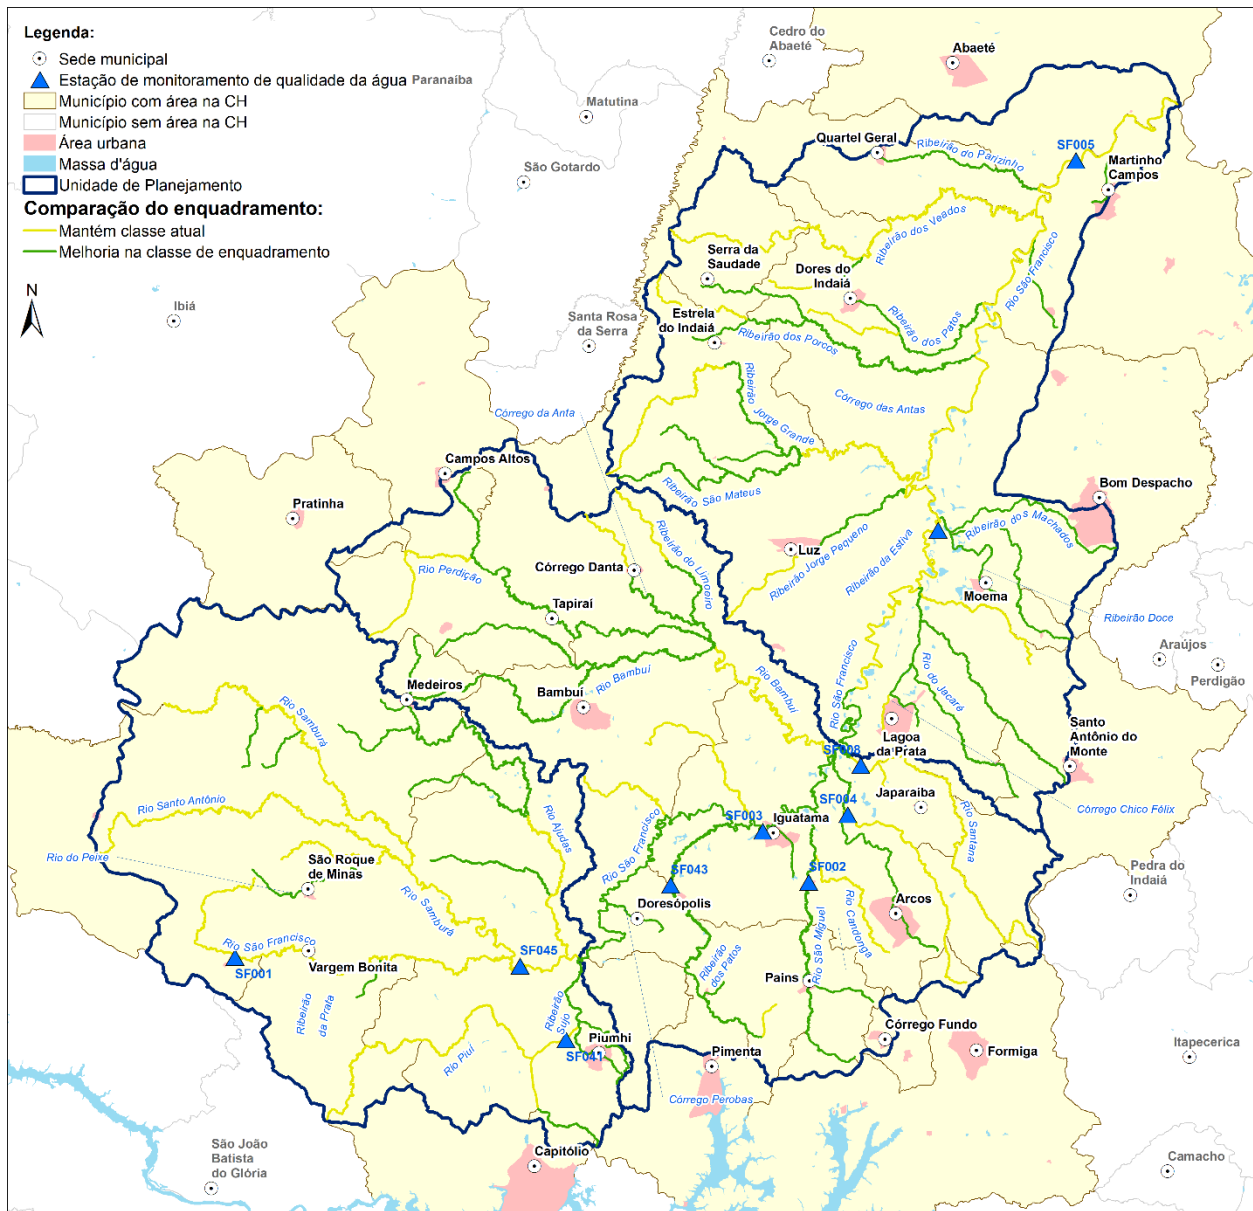 Legenda:
Sede municipal
Estação de monitoramento de qualidade da água
Município com área na CH
Município sem área na CH
Área urbana
Massa d'água
Unidade de Planejamento
Comparação do enquadramento:
Mantém classe atual
Melhoria na classe de enquadramento
N
Paranaíba
Cedro do
Abaeté
Abaeté
Matutina
São Gotardo
Quartel Geral
Ribeirão do Parizinho
SF005
Martinho
Campos
Ribeirão dos Veados
Serra da
Saudade
Dores do
Indaiá
Rio São Francisco
Ibiá
Santa Rosa
da Serra
Estrela
do Indaiá
Ribeirão dos Porcos
Ribeirão dos Patos
Ribeirão
Jorge Grande
Córrego das Antas
Córrego da Anta
Campos Altos
Pratinha
Ribeirão São Mateus
Bom Despacho
Ribeirão dos Machados
Luz
Ribeirão Jorge Pequeno
Ribeirão da Estiva
Rio Perdição
Córrego Danta
Ribeirão do Limoeiro
Moema
Tapiraí
Ribeirão Doce
Araújos
Perdigão
Medeiros
Bambuí
Rio Bambuí
Rio Bambuí
Rio São Francisco
Rio do Jacaré
Rio Samburá
Lagoa
da Prata
Santo
Antônio do
Monte
SF008
Rio Santo Antônio
Rio Ajudas
Rio São Francisco
SF003
Iguatama
SF004
Japaraíba
Rio Santana
Córrego Chico Félix
Rio do Peixe
São Roque
de Minas
SF043
SF002
Pedra do
Indaiá
Rio Samburá
Doresópolis
Arcos
Rio São Francisco
SF001
Vargem Bonita
SF045
Ribeirão
dos Patos
Rio São Miguel
Rio Candonga
Pains
Ribeirão
da Prata
Ribeirão
Sujo
Rio Piuí
SF041
Piumhi
Córrego Fundo
Formiga
Itapecerica
Pimenta
Córrego Perobas
São João
Batista
do Glória
Capitólio
Camacho